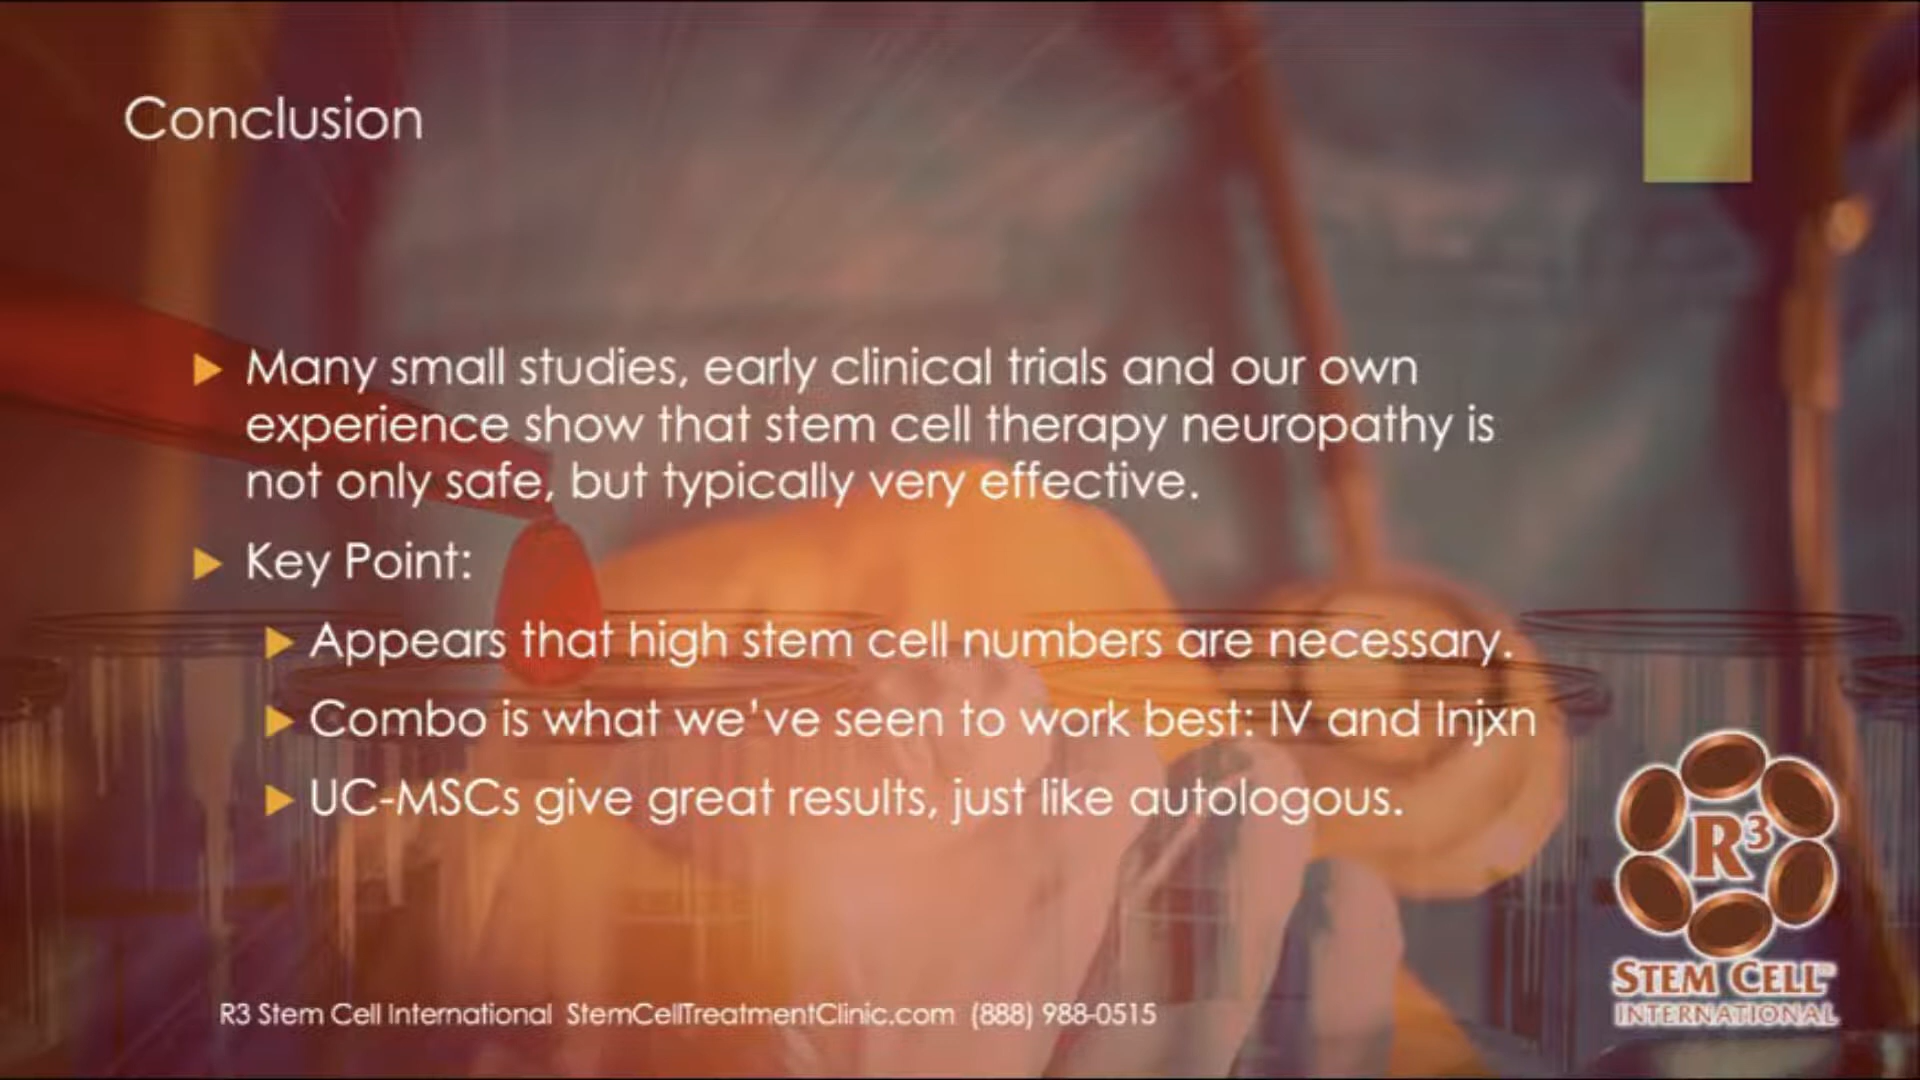 Conclusion
Many small studies, early clinical trials and our own
experience show that stem cell therapy neuropathy is
not only safe, but typically very effective.
Key Point:
Appears that high stem cell numbers are necessary.
Combo is what we've seen to work best: IV and Injxn
UC-MSCs give great results, just like autologous.
R3
STEM CELL™
INTERNATIONAL
R3 Stem Cell International StemCellTreatmentClinic.com (888) 988-0515